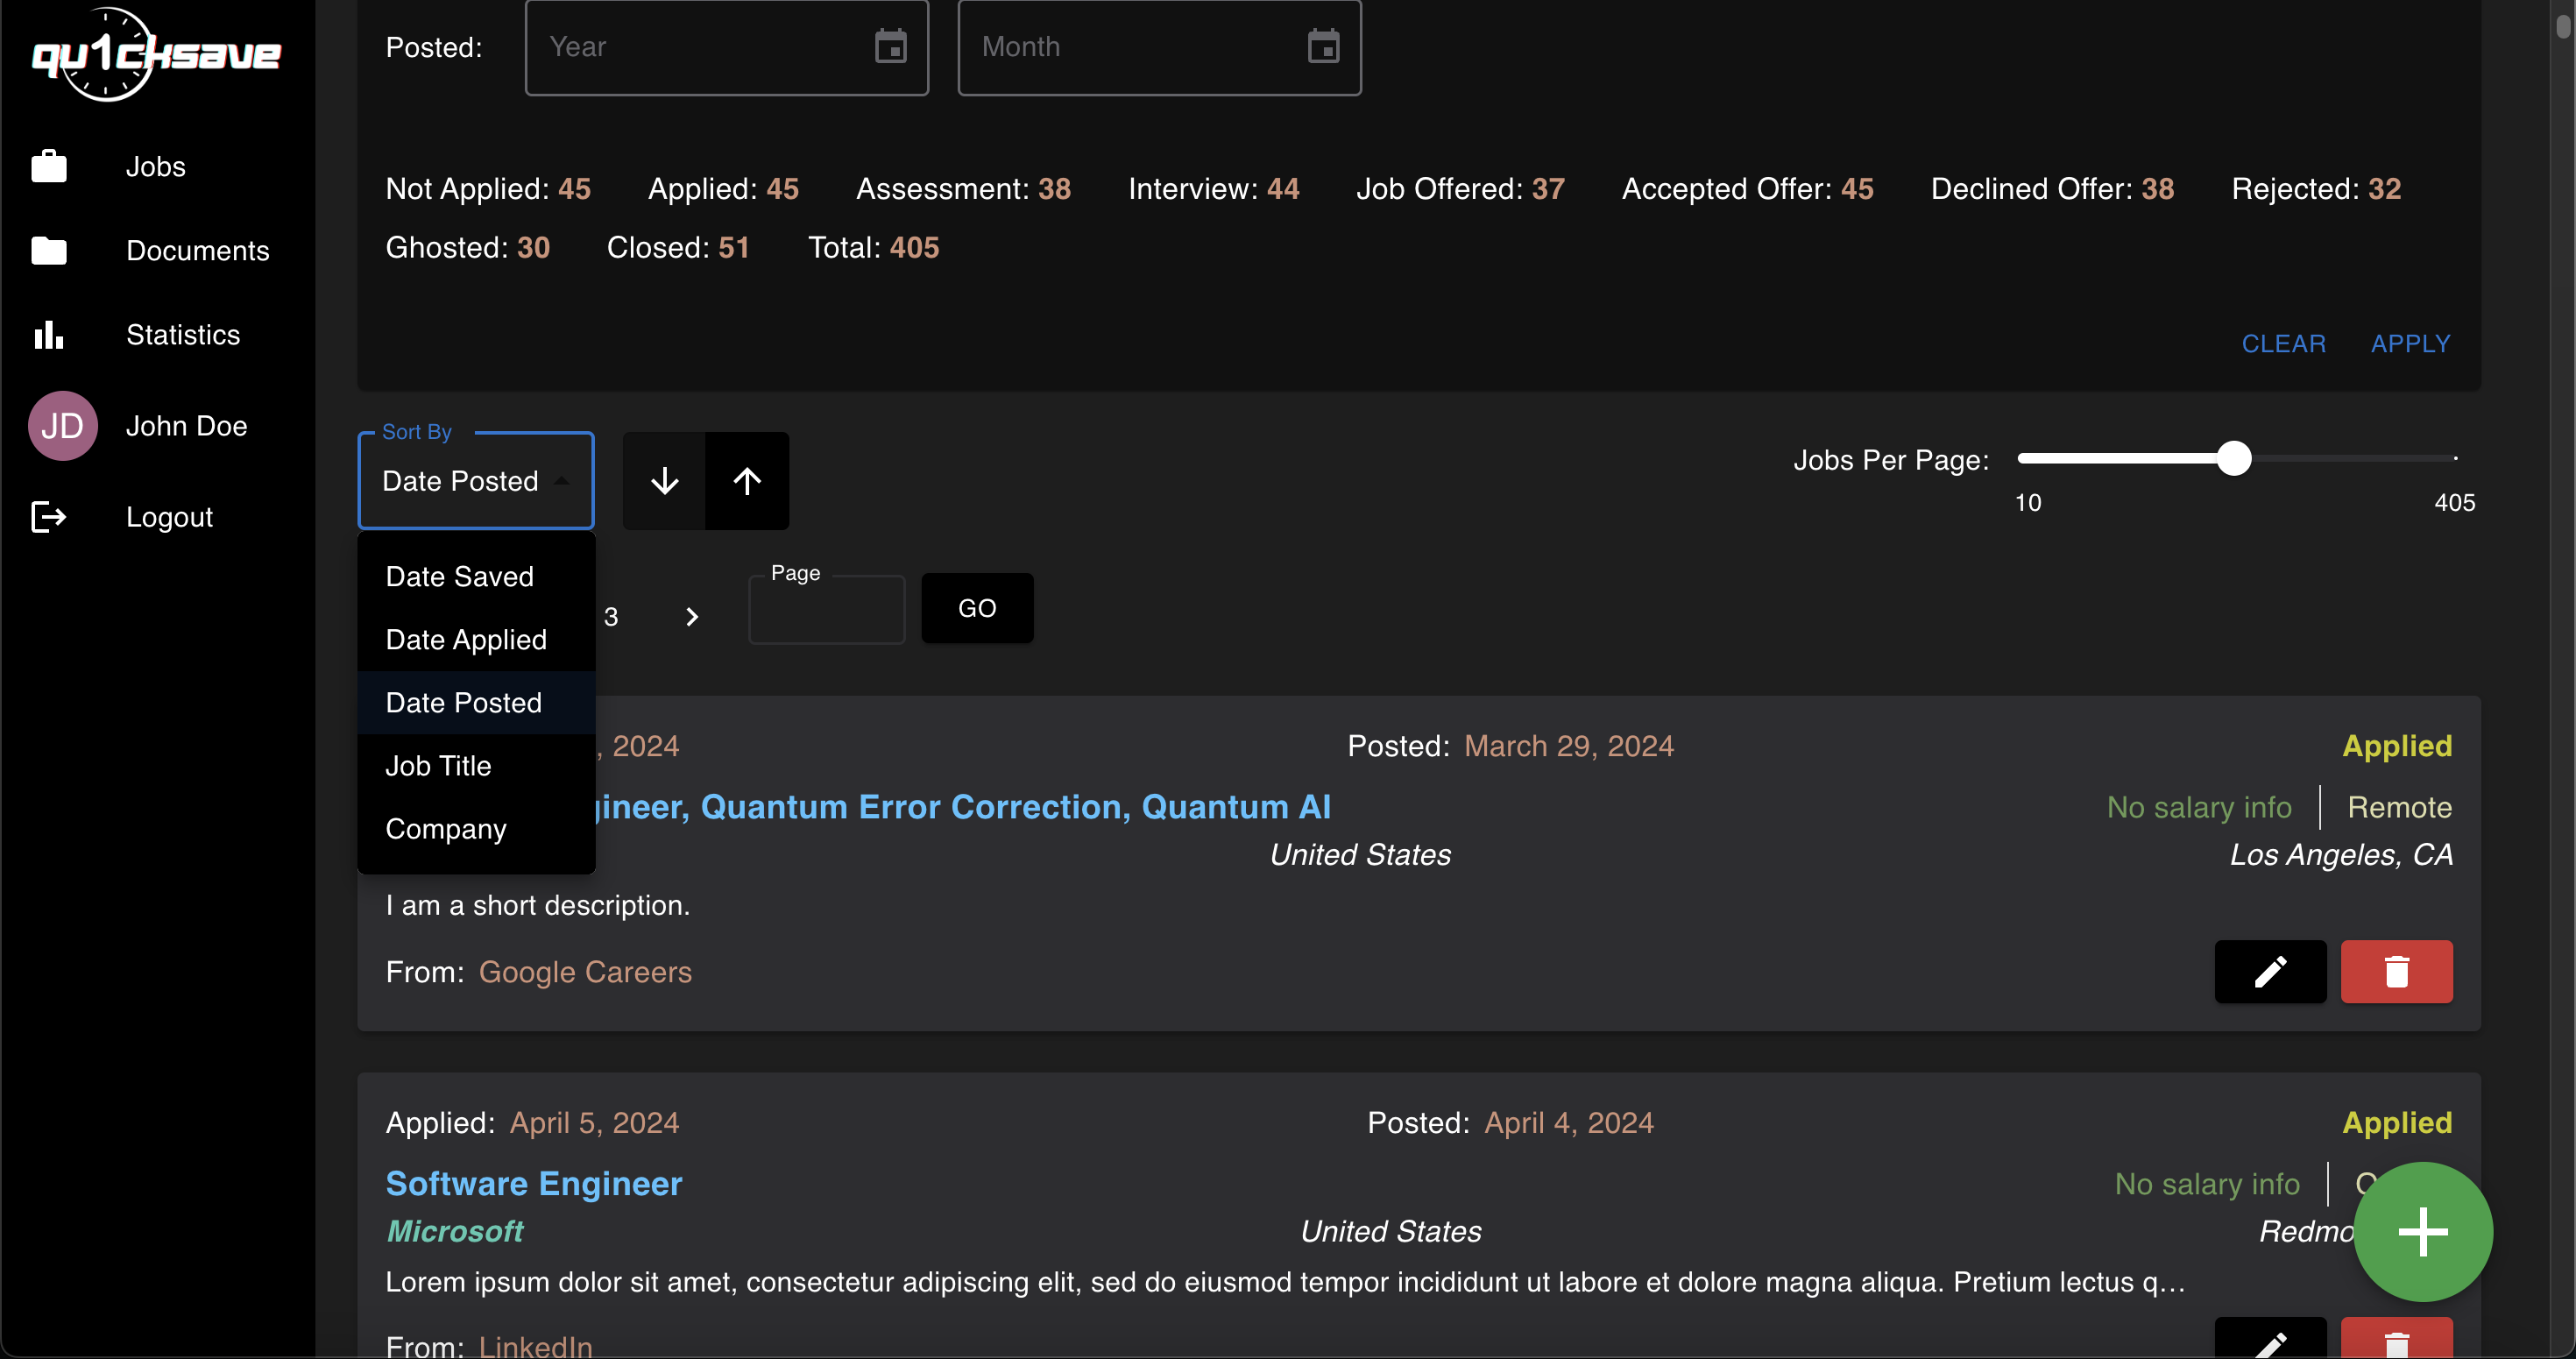 qu1cksave
Jobs
Documents
Statistics
JD John Doe
Logout
Posted: Year Month
Not Applied: 45 Applied: 45 Assessment: 38 Interview: 44 Job Offered: 37 Accepted Offer: 45 Declined Offer: 38 Rejected: 32
Ghosted: 30 Closed: 51 Total: 405
CLEAR APPLY
Sort By
Date Posted
Jobs Per Page:
10 405
Date Saved
Date Applied
Date Posted
Job Title
Company
3
Page
GO
, 2024 Posted: March 29, 2024 Applied
gineer, Quantum Error Correction, Quantum AI No salary info Remote
United States Los Angeles, CA
I am a short description.
From: Google Careers
Applied: April 5, 2024 Posted: April 4, 2024 Applied
Software Engineer No salary info
Microsoft United States Redmo
Lorem ipsum dolor sit amet, consectetur adipiscing elit, sed do eiusmod tempor incididunt ut labore et dolore magna aliqua. Pretium lectus q...
From: LinkedIn